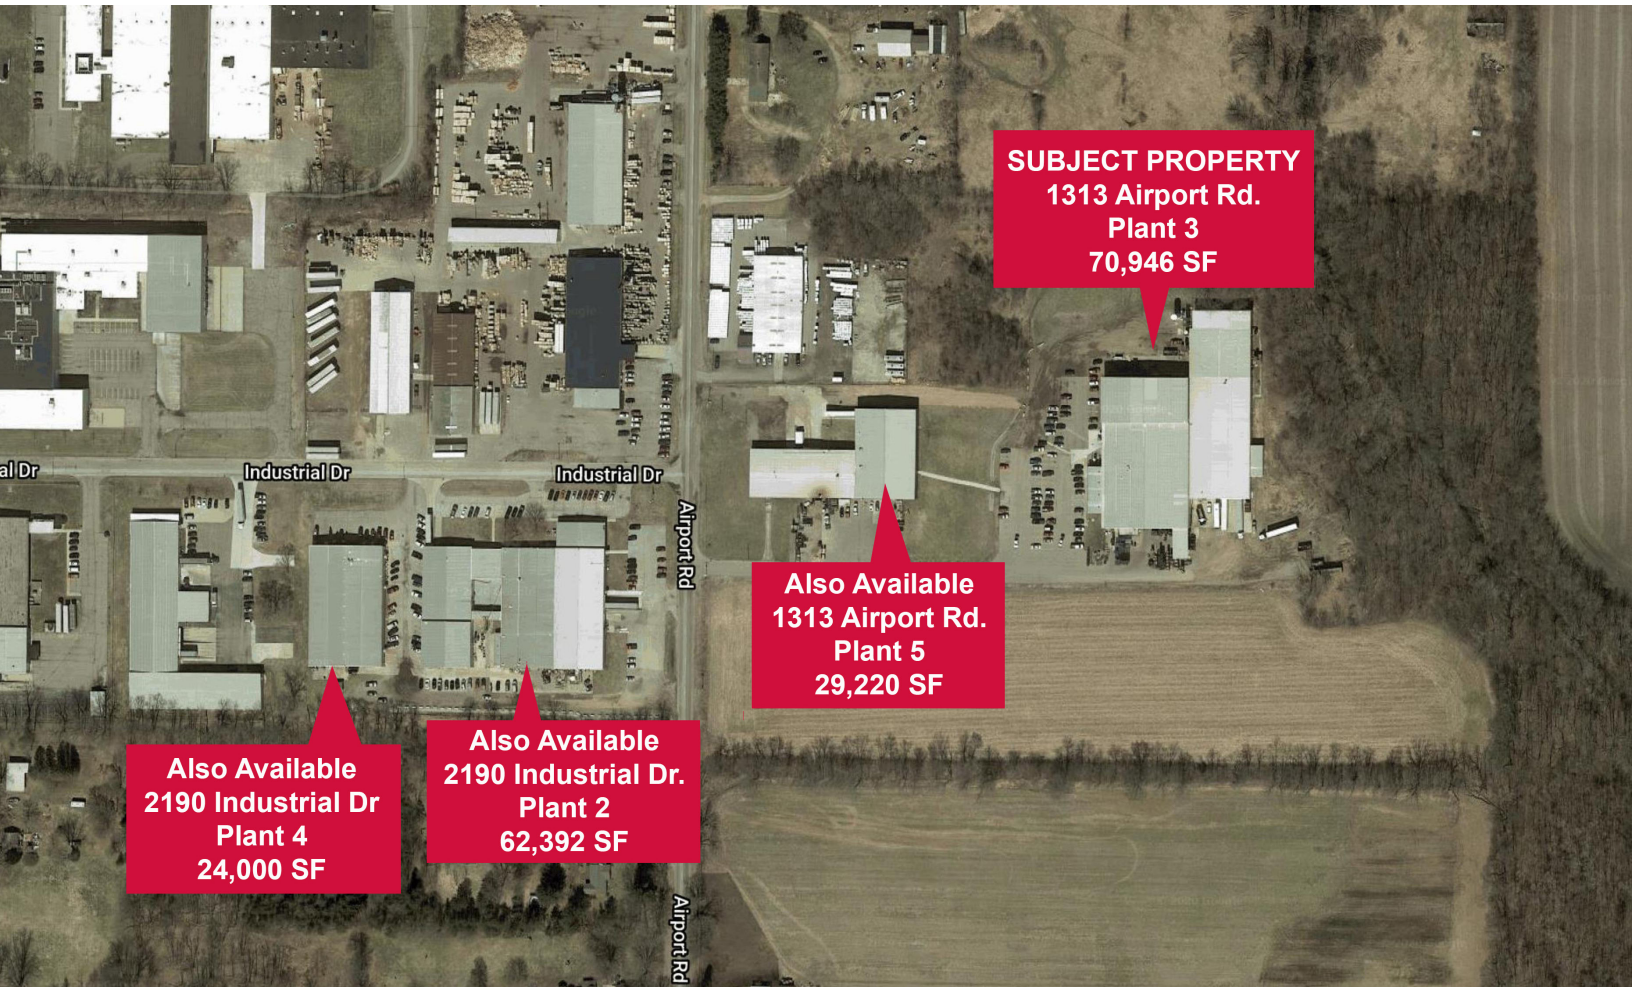 SUBJECT PROPERTY
1313 Airport Rd.
Plant 3
70,946 SF
al Dr
Industrial Dr
Industrial Dr
Airport Rd
Also Available
1313 Airport Rd.
Plant 5
29,220 SF
Also Available
2190 Industrial Dr.
Plant 2
62,392 SF
Also Available
2190 Industrial Dr
Plant 4
24,000 SF
Airport Rd